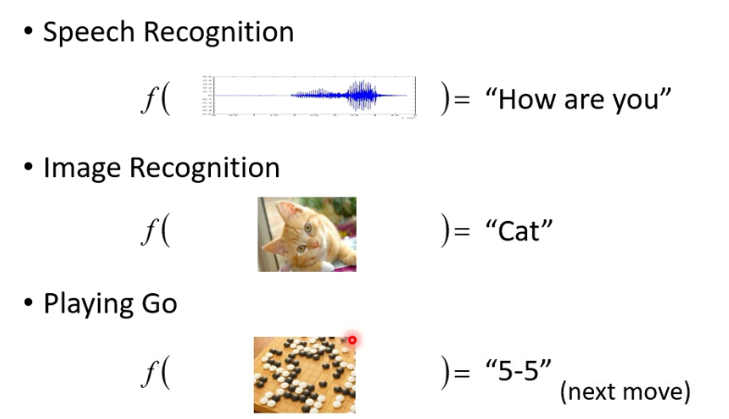 • Speech Recognition
f( )= “How are you”
• Image Recognition
f( )= “Cat”
• Playing Go
f( )= “5-5”
(next move)